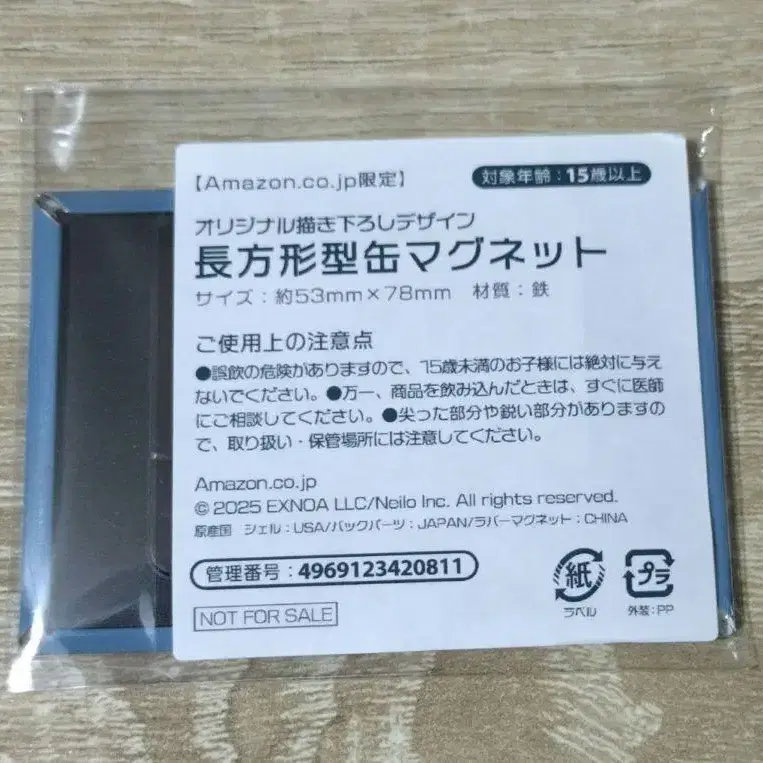 【Amazon.co.jp限定】
対象年齢：15歳以上
オリジナル描き下ろしデザイン
長方形型缶マグネット
サイズ：約53mm×78mm　材質：鉄
ご使用上の注意点
●誤飲の危険がありますので、15歳未満のお子様には絶対に与え
ないでください。●万一、商品を飲み込んだときは、すぐに医師
にご相談してください。●尖った部分や鋭い部分がありますの
で、取り扱い・保管場所には注意してください。
Amazon.co.jp
© 2025 EXNOA LLC/Neilo Inc. All rights reserved.
原産国　シェル：USA/バックパーツ：JAPAN/ラバーマグネット：CHINA
管理番号：4969123420811
紙
ラベル
プラ
外装：PP
NOT FOR SALE